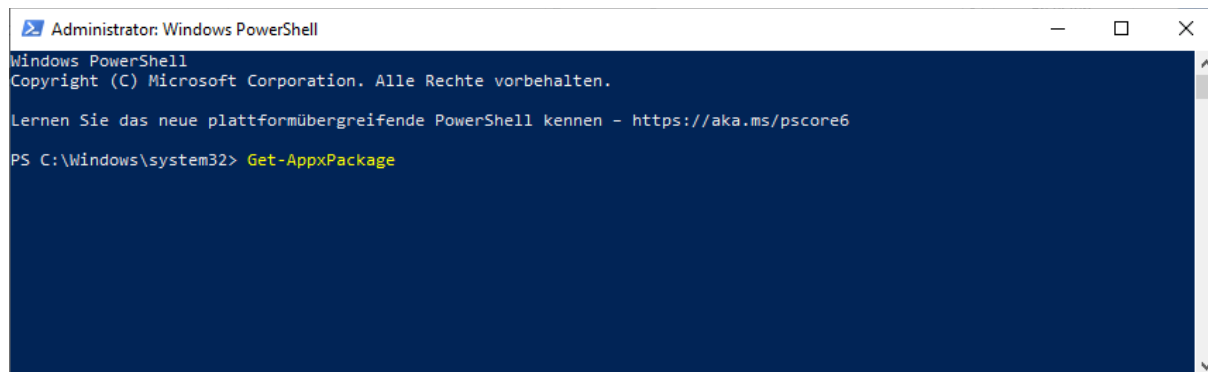 Administrator: Windows PowerShell
Windows PowerShell
Copyright (C) Microsoft Corporation. Alle Rechte vorbehalten.
Lernen Sie das neue plattformübergreifende PowerShell kennen – https://aka.ms/pscore6
PS C:\Windows\system32> Get-AppxPackage